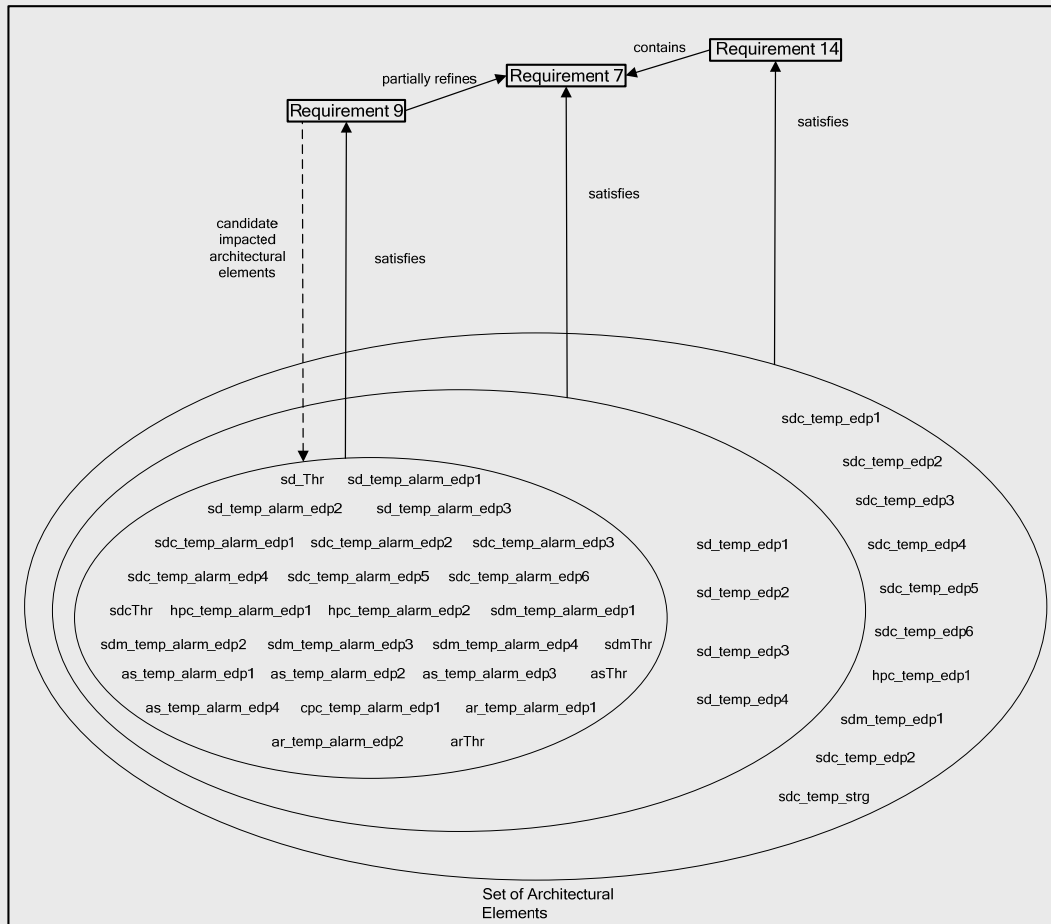 contains
Requirement 14
partially refines
Requirement 7
Requirement 9
satisfies
satisfies
candidate
impacted
architectural
elements
satisfies
sdc_temp_edp1
sdc_temp_edp2
sdc_temp_edp3
sdc_temp_edp4
sdc_temp_edp5
sdc_temp_edp6
hpc_temp_edp1
sdm_temp_edp1
sdc_temp_edp2
sdc_temp_strg
sd_temp_edp1
sd_temp_edp2
sd_temp_edp3
sd_temp_edp4
sd_Thr sd_temp_alarm_edp1
sd_temp_alarm_edp2 sd_temp_alarm_edp3
sdc_temp_alarm_edp1 sdc_temp_alarm_edp2 sdc_temp_alarm_edp3
sdc_temp_alarm_edp4 sdc_temp_alarm_edp5 sdc_temp_alarm_edp6
sdcThr hpc_temp_alarm_edp1 hpc_temp_alarm_edp2 sdm_temp_alarm_edp1
sdm_temp_alarm_edp2 sdm_temp_alarm_edp3 sdm_temp_alarm_edp4 sdmThr
as_temp_alarm_edp1 as_temp_alarm_edp2 as_temp_alarm_edp3 asThr
as_temp_alarm_edp4 cpc_temp_alarm_edp1 ar_temp_alarm_edp1
ar_temp_alarm_edp2 arThr
Set of Architectural
Elements